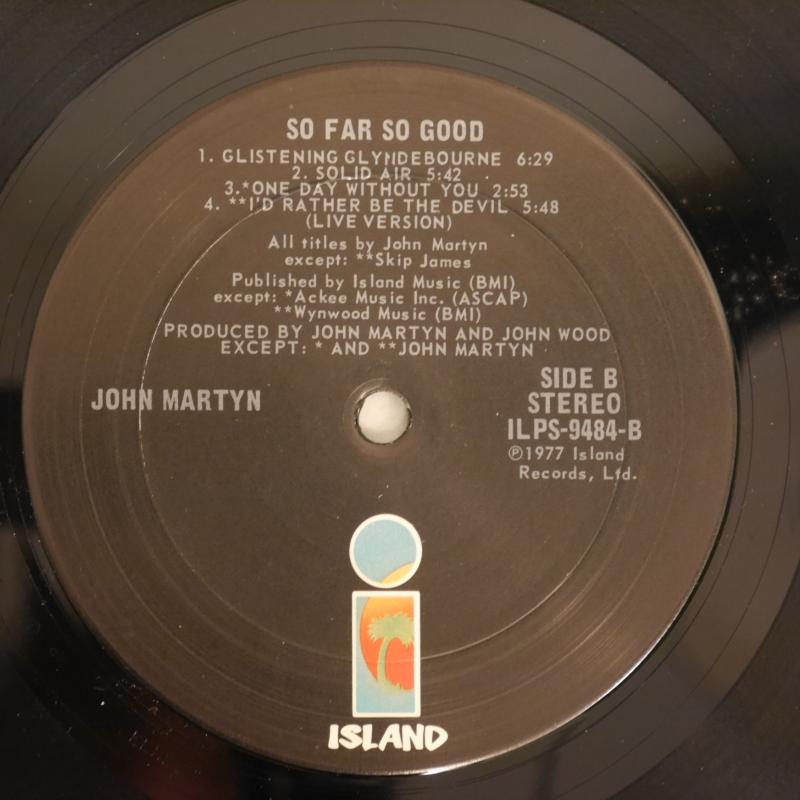 SO FAR SO GOOD
1. GLISTENING GLYNDEBOURNE 6:29
2. SOLID AIR 5:42
3.*ONE DAY WITHOUT YOU 2:53
4. **I'D RATHER BE THE DEVIL 5:48
(LIVE VERSION)
All titles by John Martyn
except: **Skip James
Published by Island Music (BMI)
except: *Ackee Music Inc. (ASCAP)
**Wynwood Music (BMI)
PRODUCED BY JOHN MARTYN AND JOHN WOOD
EXCEPT: * AND **JOHN MARTYN
JOHN MARTYN
SIDE B
STEREO
ILPS-9484-B
℗1977 Island
Records, Ltd.
ISLAND